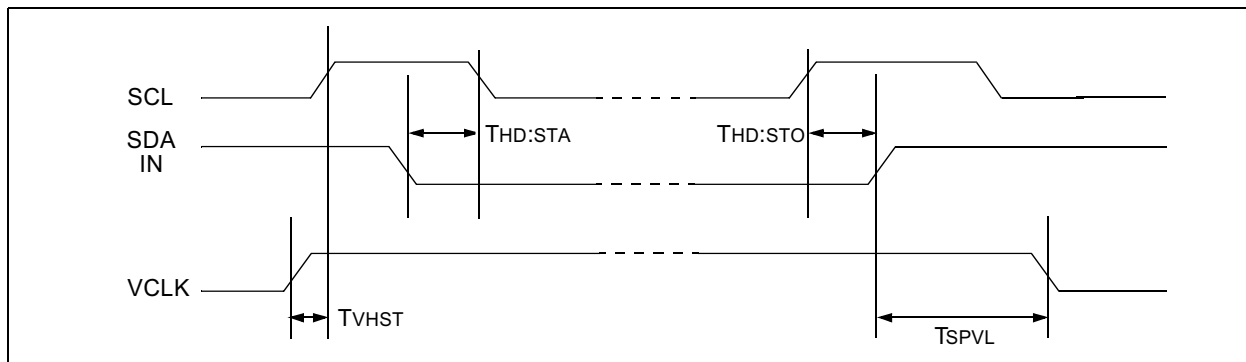 SCL
SDA
IN
THD:STA
THD:STO
VCLK
TVHST
TSPVL